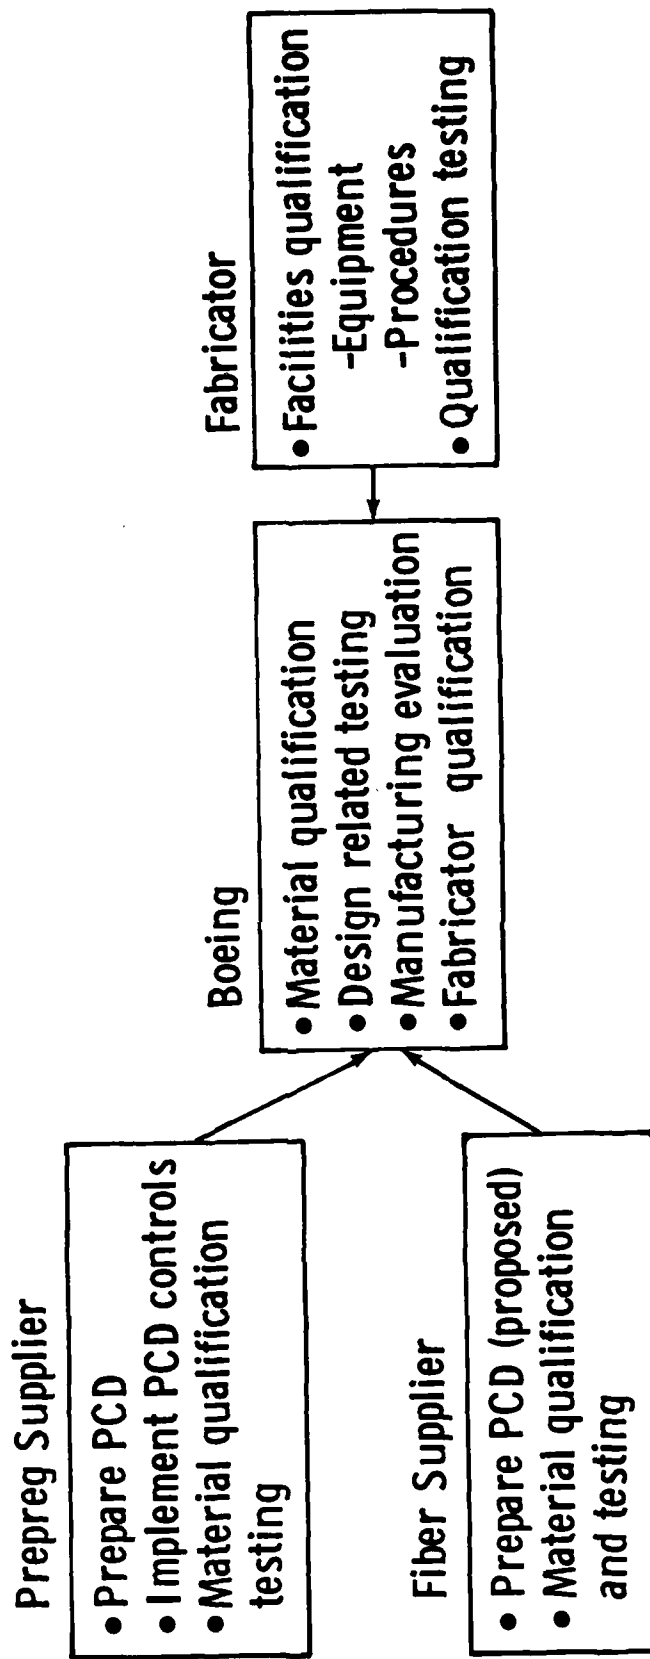 Prepreg Supplier
• Prepare PCD
• Implement PCD controls
• Material qualification
testing
Fiber Supplier
• Prepare PCD (proposed)
• Material qualification
and testing
Boeing
• Material qualification
• Design related testing
• Manufacturing evaluation
• Fabricator qualification
Fabricator
• Facilities qualification
-Equipment
-Procedures
• Qualification testing